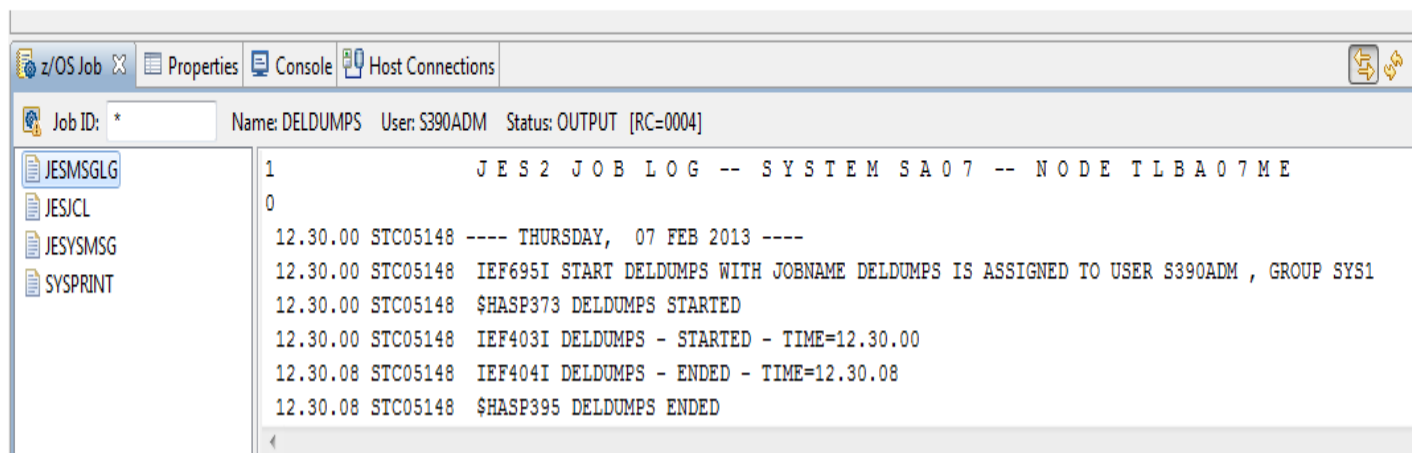 z/OS Job Properties Console Host Connections
Job ID: * Name: DELDUMPS User: S390ADM Status: OUTPUT [RC=0004]
JESMSGLG
JESJCL
JESYSMSG
SYSPRINT
1 J E S 2 J O B L O G -- S Y S T E M S A 0 7 -- N O D E T L B A 0 7 M E
0
12.30.00 STC05148 ---- THURSDAY, 07 FEB 2013 ----
12.30.00 STC05148 IEF695I START DELDUMPS WITH JOBNAME DELDUMPS IS ASSIGNED TO USER S390ADM , GROUP SYS1
12.30.00 STC05148 $HASP373 DELDUMPS STARTED
12.30.00 STC05148 IEF403I DELDUMPS - STARTED - TIME=12.30.00
12.30.08 STC05148 IEF404I DELDUMPS - ENDED - TIME=12.30.08
12.30.08 STC05148 $HASP395 DELDUMPS ENDED